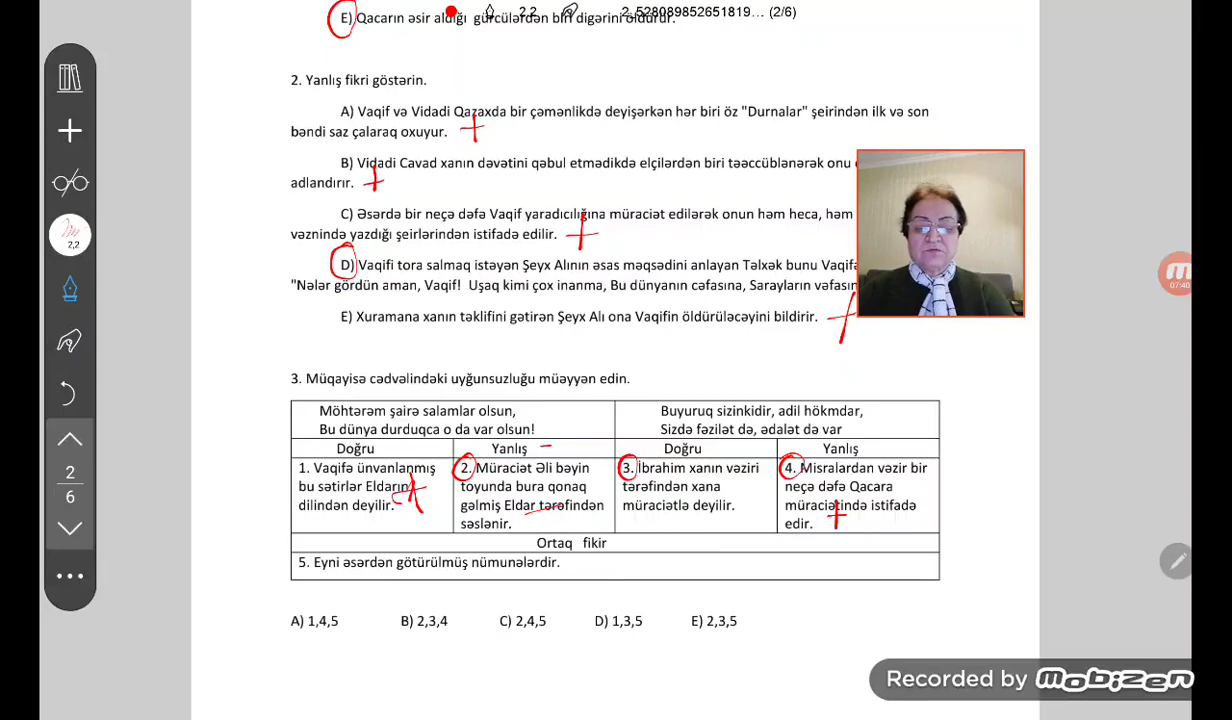 E) Qacarın əsir aldığı gürcülərdən biri digərini öldürür.
2,2
2_528089852651819... (2/6)
2. Yanlış fikri göstərin.
A) Vaqif və Vidadi Qazaxda bir çəmənlikdə deyişərkən hər biri öz "Durnalar" şeirindən ilk və son
bəndi saz çalaraq oxuyur.
B) Vidadi Cavad xanın dəvətini qəbul etmədikdə elçilərdən biri təəccüblənərək onu
adlandırır.
C) Əsərdə bir neçə dəfə Vaqif yaradıcılığına müraciət edilərək onun həm heca, həm
vəznində yazdığı şeirlərindən istifadə edilir.
D) Vaqifi tora salmaq istəyən Şeyx Alının əsas məqsədini anlayan Təlxək bunu
"Nələr gördün aman, Vaqif! Uşaq kimi çox inanma, Bu dünyanın cəfasına, Sarayların
E) Xuramana xanın təklifini gətirən Şeyx Alı ona Vaqifin öldürüləcəyini bildirir.
3. Müqayisə cədvəlindəki uyğunsuzluğu müəyyən edin.
Möhtərəm şairə salamlar olsun,
Bu dünya durduqca o da var olsun!
Buyuruq sizinkidir, adil hökmdar,
Sizdə fəzilət də, ədalət də var
Doğru
Yanlış
Doğru
Yanlış
1. Vaqifə ünvanlanmış
bu sətirlər Eldarın
dilindən deyilir.
2. Müraciət Əli bəyin
toyunda bura qonaq
gəlmiş Eldar tərəfindən
səslənir.
3. İbrahim xanın vəziri
tərəfindən xana
müraciətlə deyilir.
4. Misralardan vəzir bir
neçə dəfə Qacara
müraciətində istifadə
edir.
Ortaq fikir
5. Eyni əsərdən götürülmüş nümunələrdir.
A) 1,4,5 B) 2,3,4 C) 2,4,5 D) 1,3,5 E) 2,3,5
2,2
2
6
07:40
Recorded by mobizen